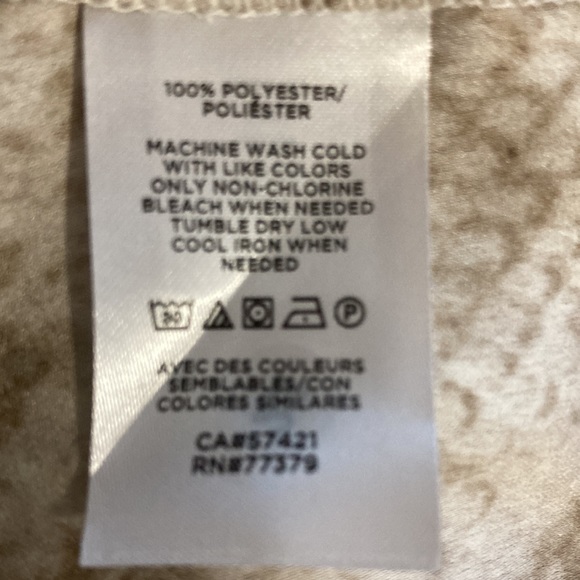 100% POLYESTER/
POLIÉSTER
MACHINE WASH COLD
WITH LIKE COLORS
ONLY NON-CHLORINE
BLEACH WHEN NEEDED
TUMBLE DRY LOW
COOL IRON WHEN
NEEDED
30 P
AVEC DES COULEURS
SEMBLABLES/CON
COLORES SIMILARES
CA#57421
RN#77379